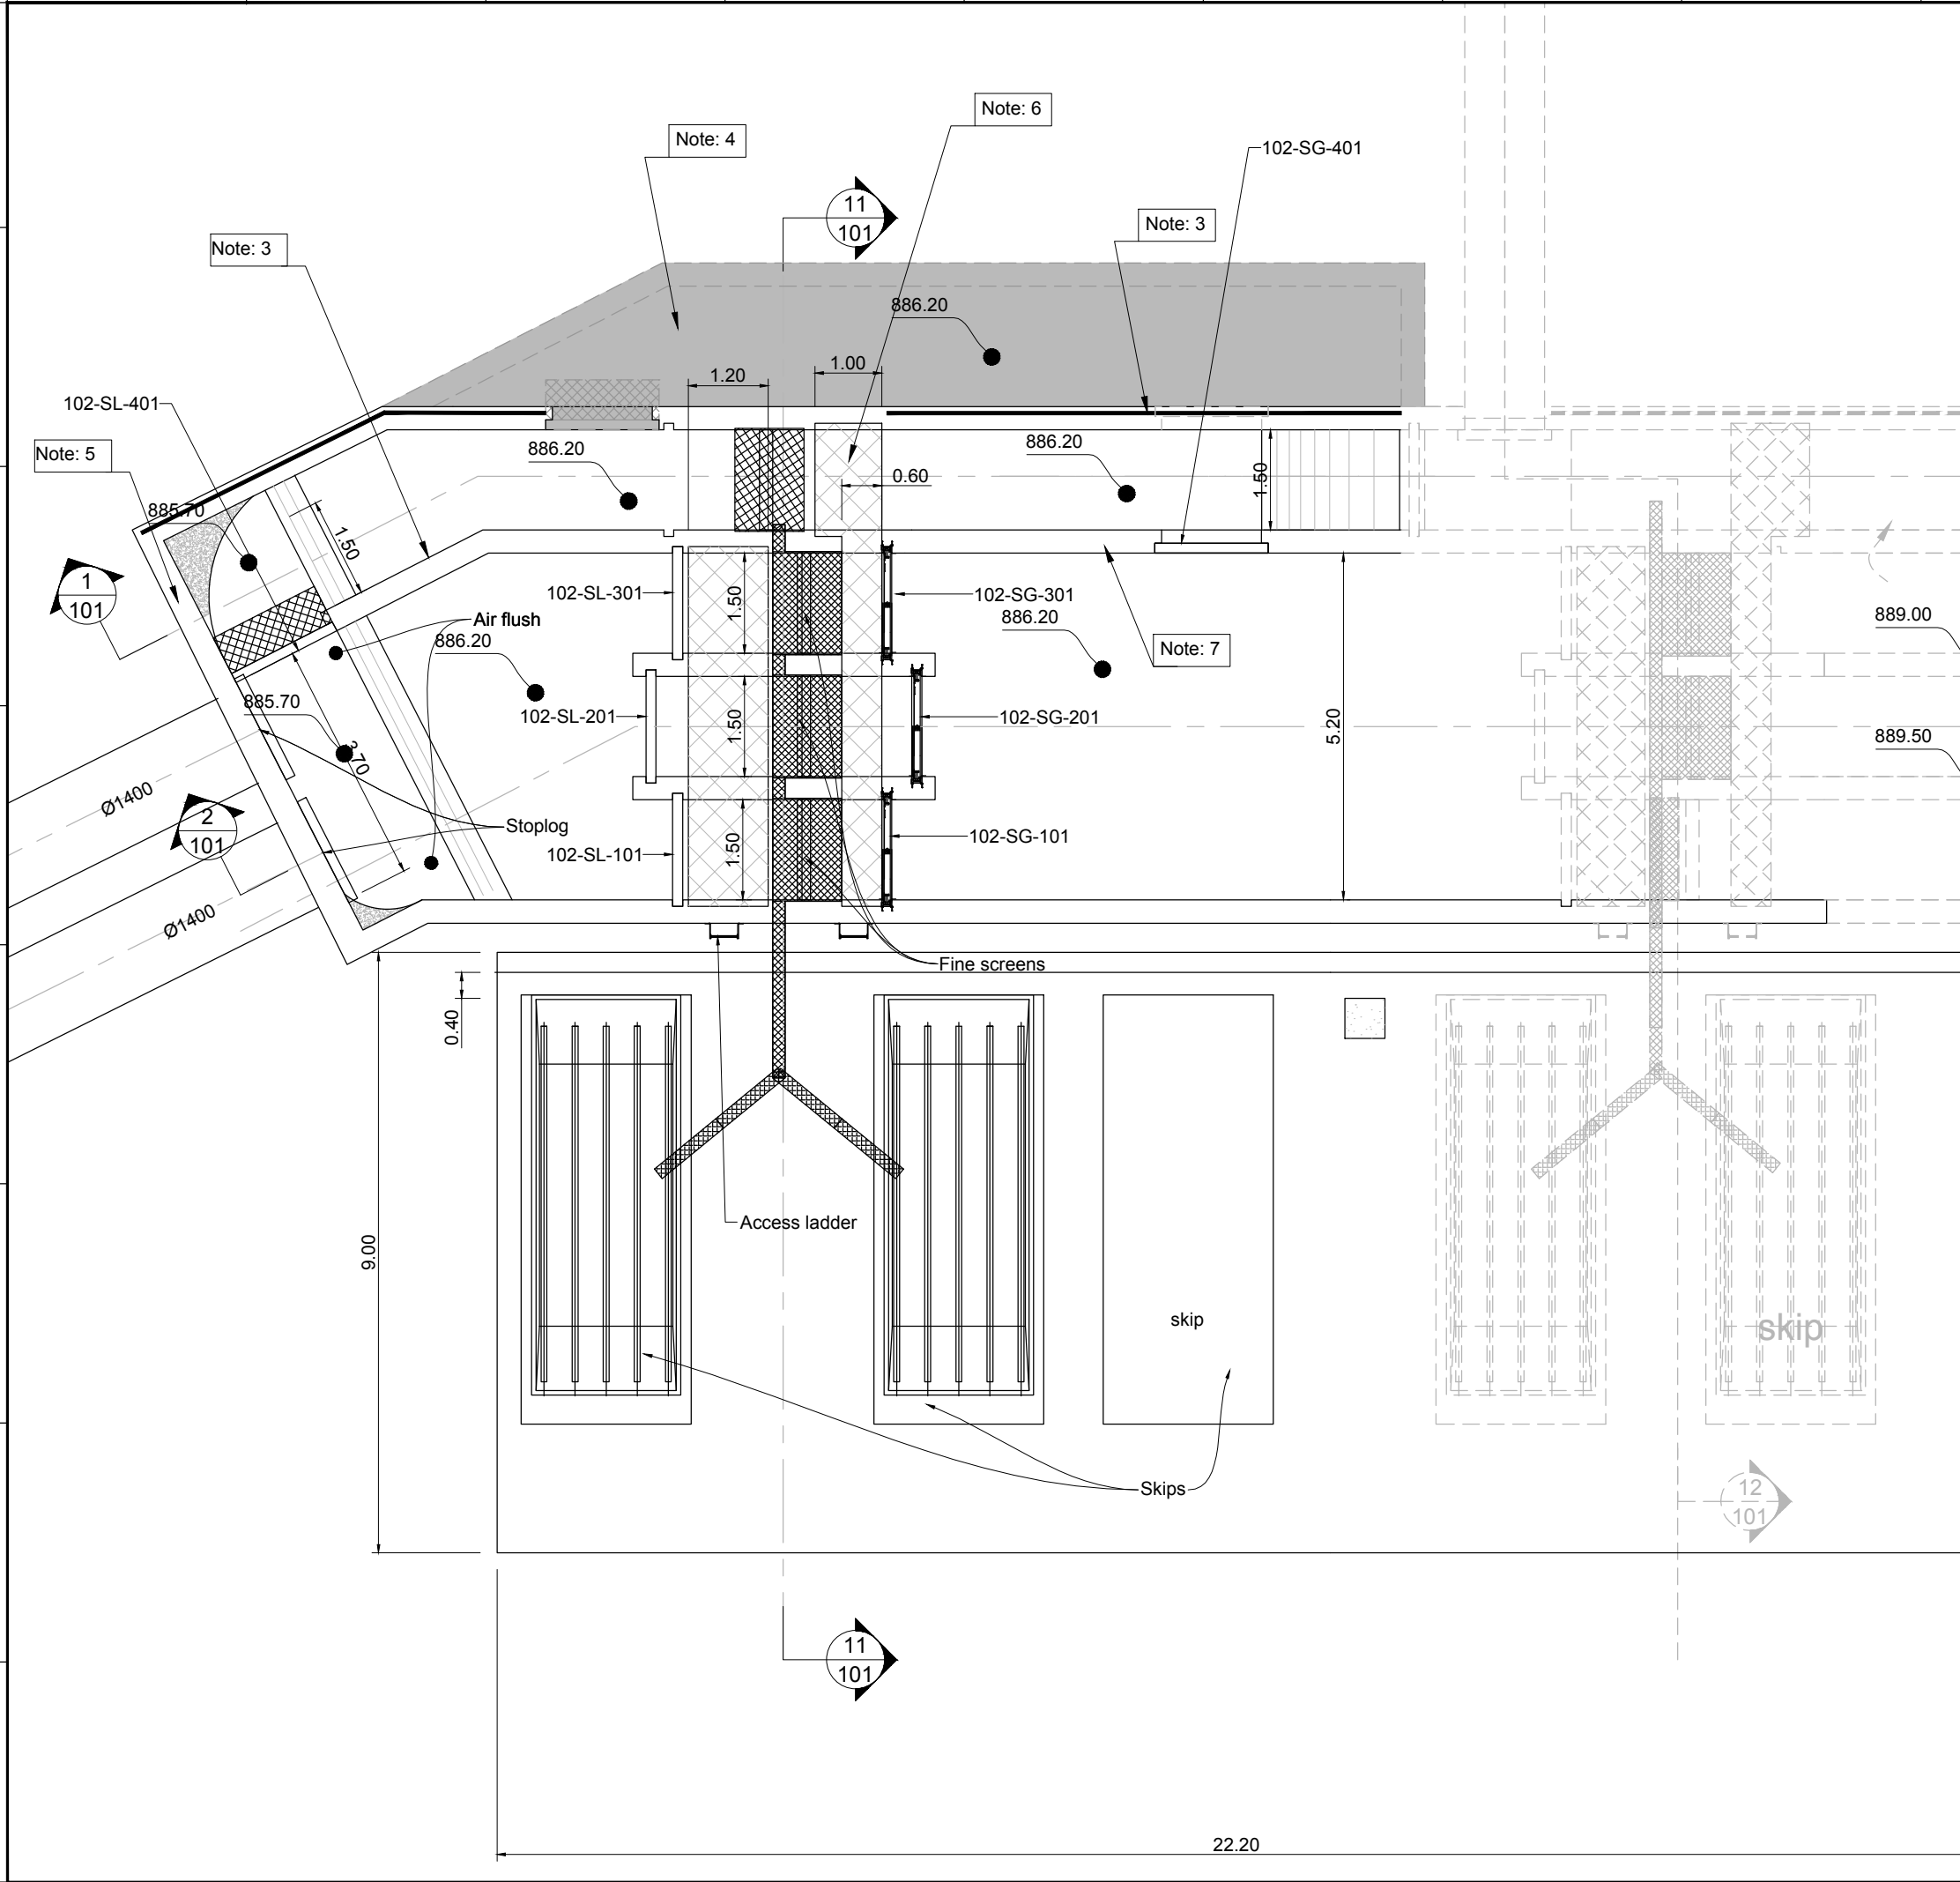 Note: 6
Note: 4
102-SG-401
11
101
Note: 3
Note: 3
886.20
1.20
1.00
102-SL-401
Note: 5
886.20
886.20
0.60
1.50
885.70
1.50
1
101
102-SL-301
1.50
102-SG-301
886.20
889.00
Air flush
886.20
Note: 7
885.70
102-SL-201
1.50
102-SG-201
5.20
889.50
3.70
Ø1400
2
101
Stoplog
102-SL-101
1.50
102-SG-101
Ø1400
Fine screens
0.40
Access ladder
9.00
skip
skip
Skips
12
101
11
101
22.20